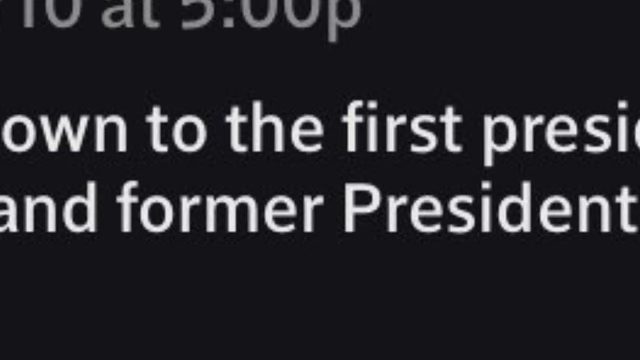 10 at 5:00p
own to the first presi
and former President